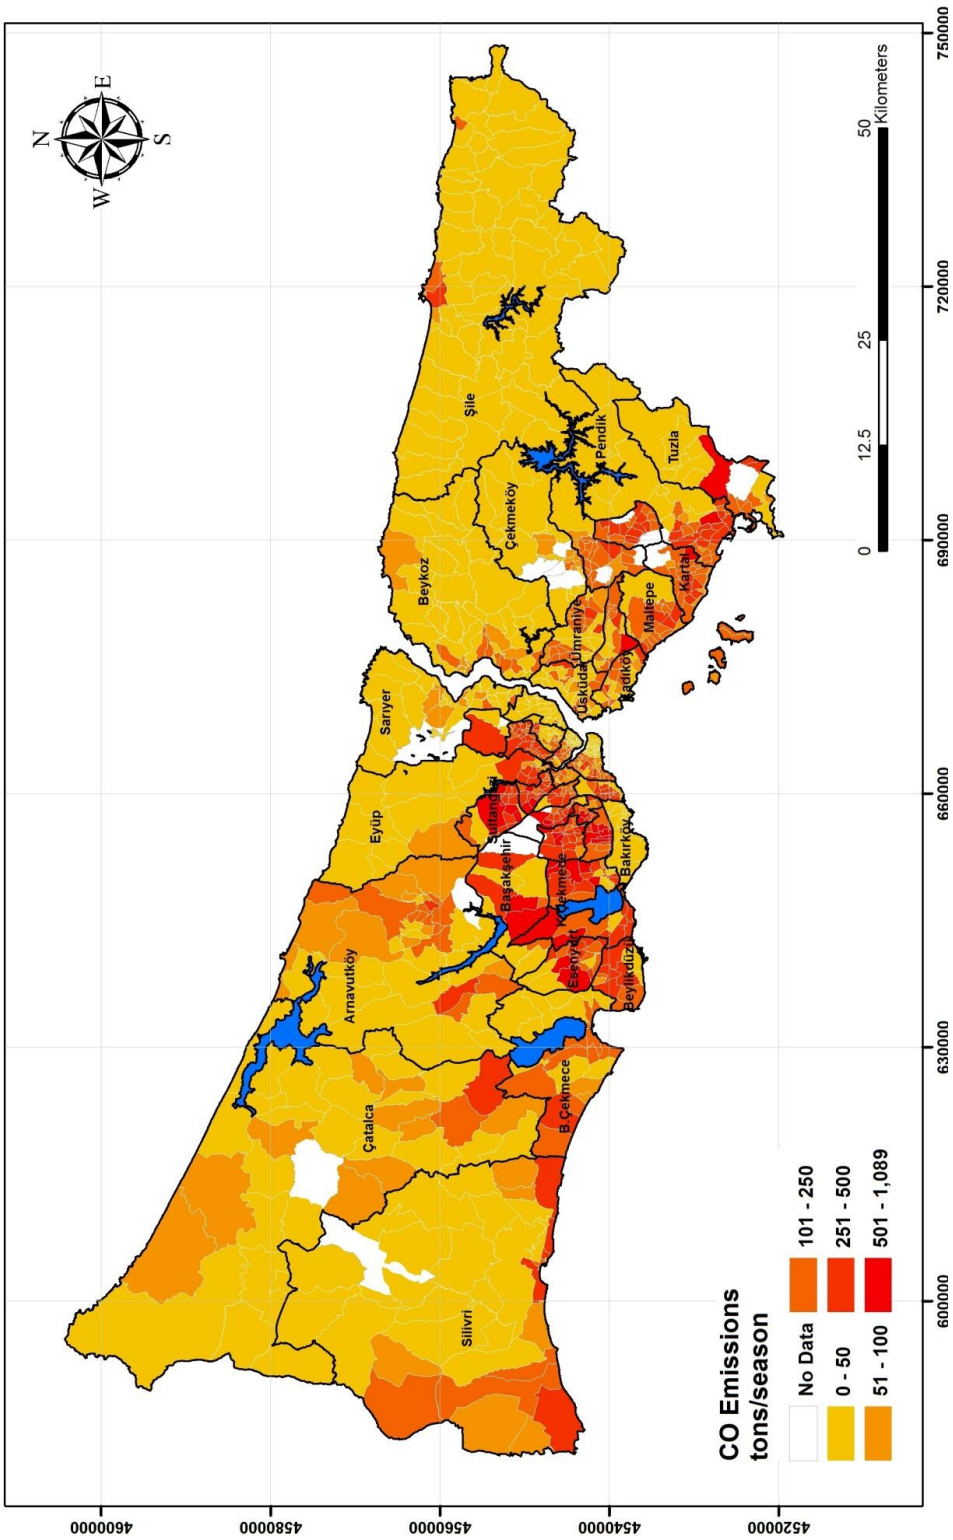 N
W E
S
Şile
Beykoz
Çekmeköy
Pendik
Tuzla
Sarıyer
Ümraniye
Üsküdar
Kadıköy
Maltepe
Kartal
Eyüp
Sultangazi
Başakşehir
Arnavutköy
K.Çekmece
Bakırköy
Esenyurt
Beylikdüzü
Çatalca
B.Çekmece
Silivri
CO Emissions
tons/season
No Data
0 - 50
51 - 100
101 - 250
251 - 500
501 - 1,089
0 12.5 25 50
Kilometers
4600000
4580000
4560000
4540000
4520000
600000
630000
660000
690000
720000
750000